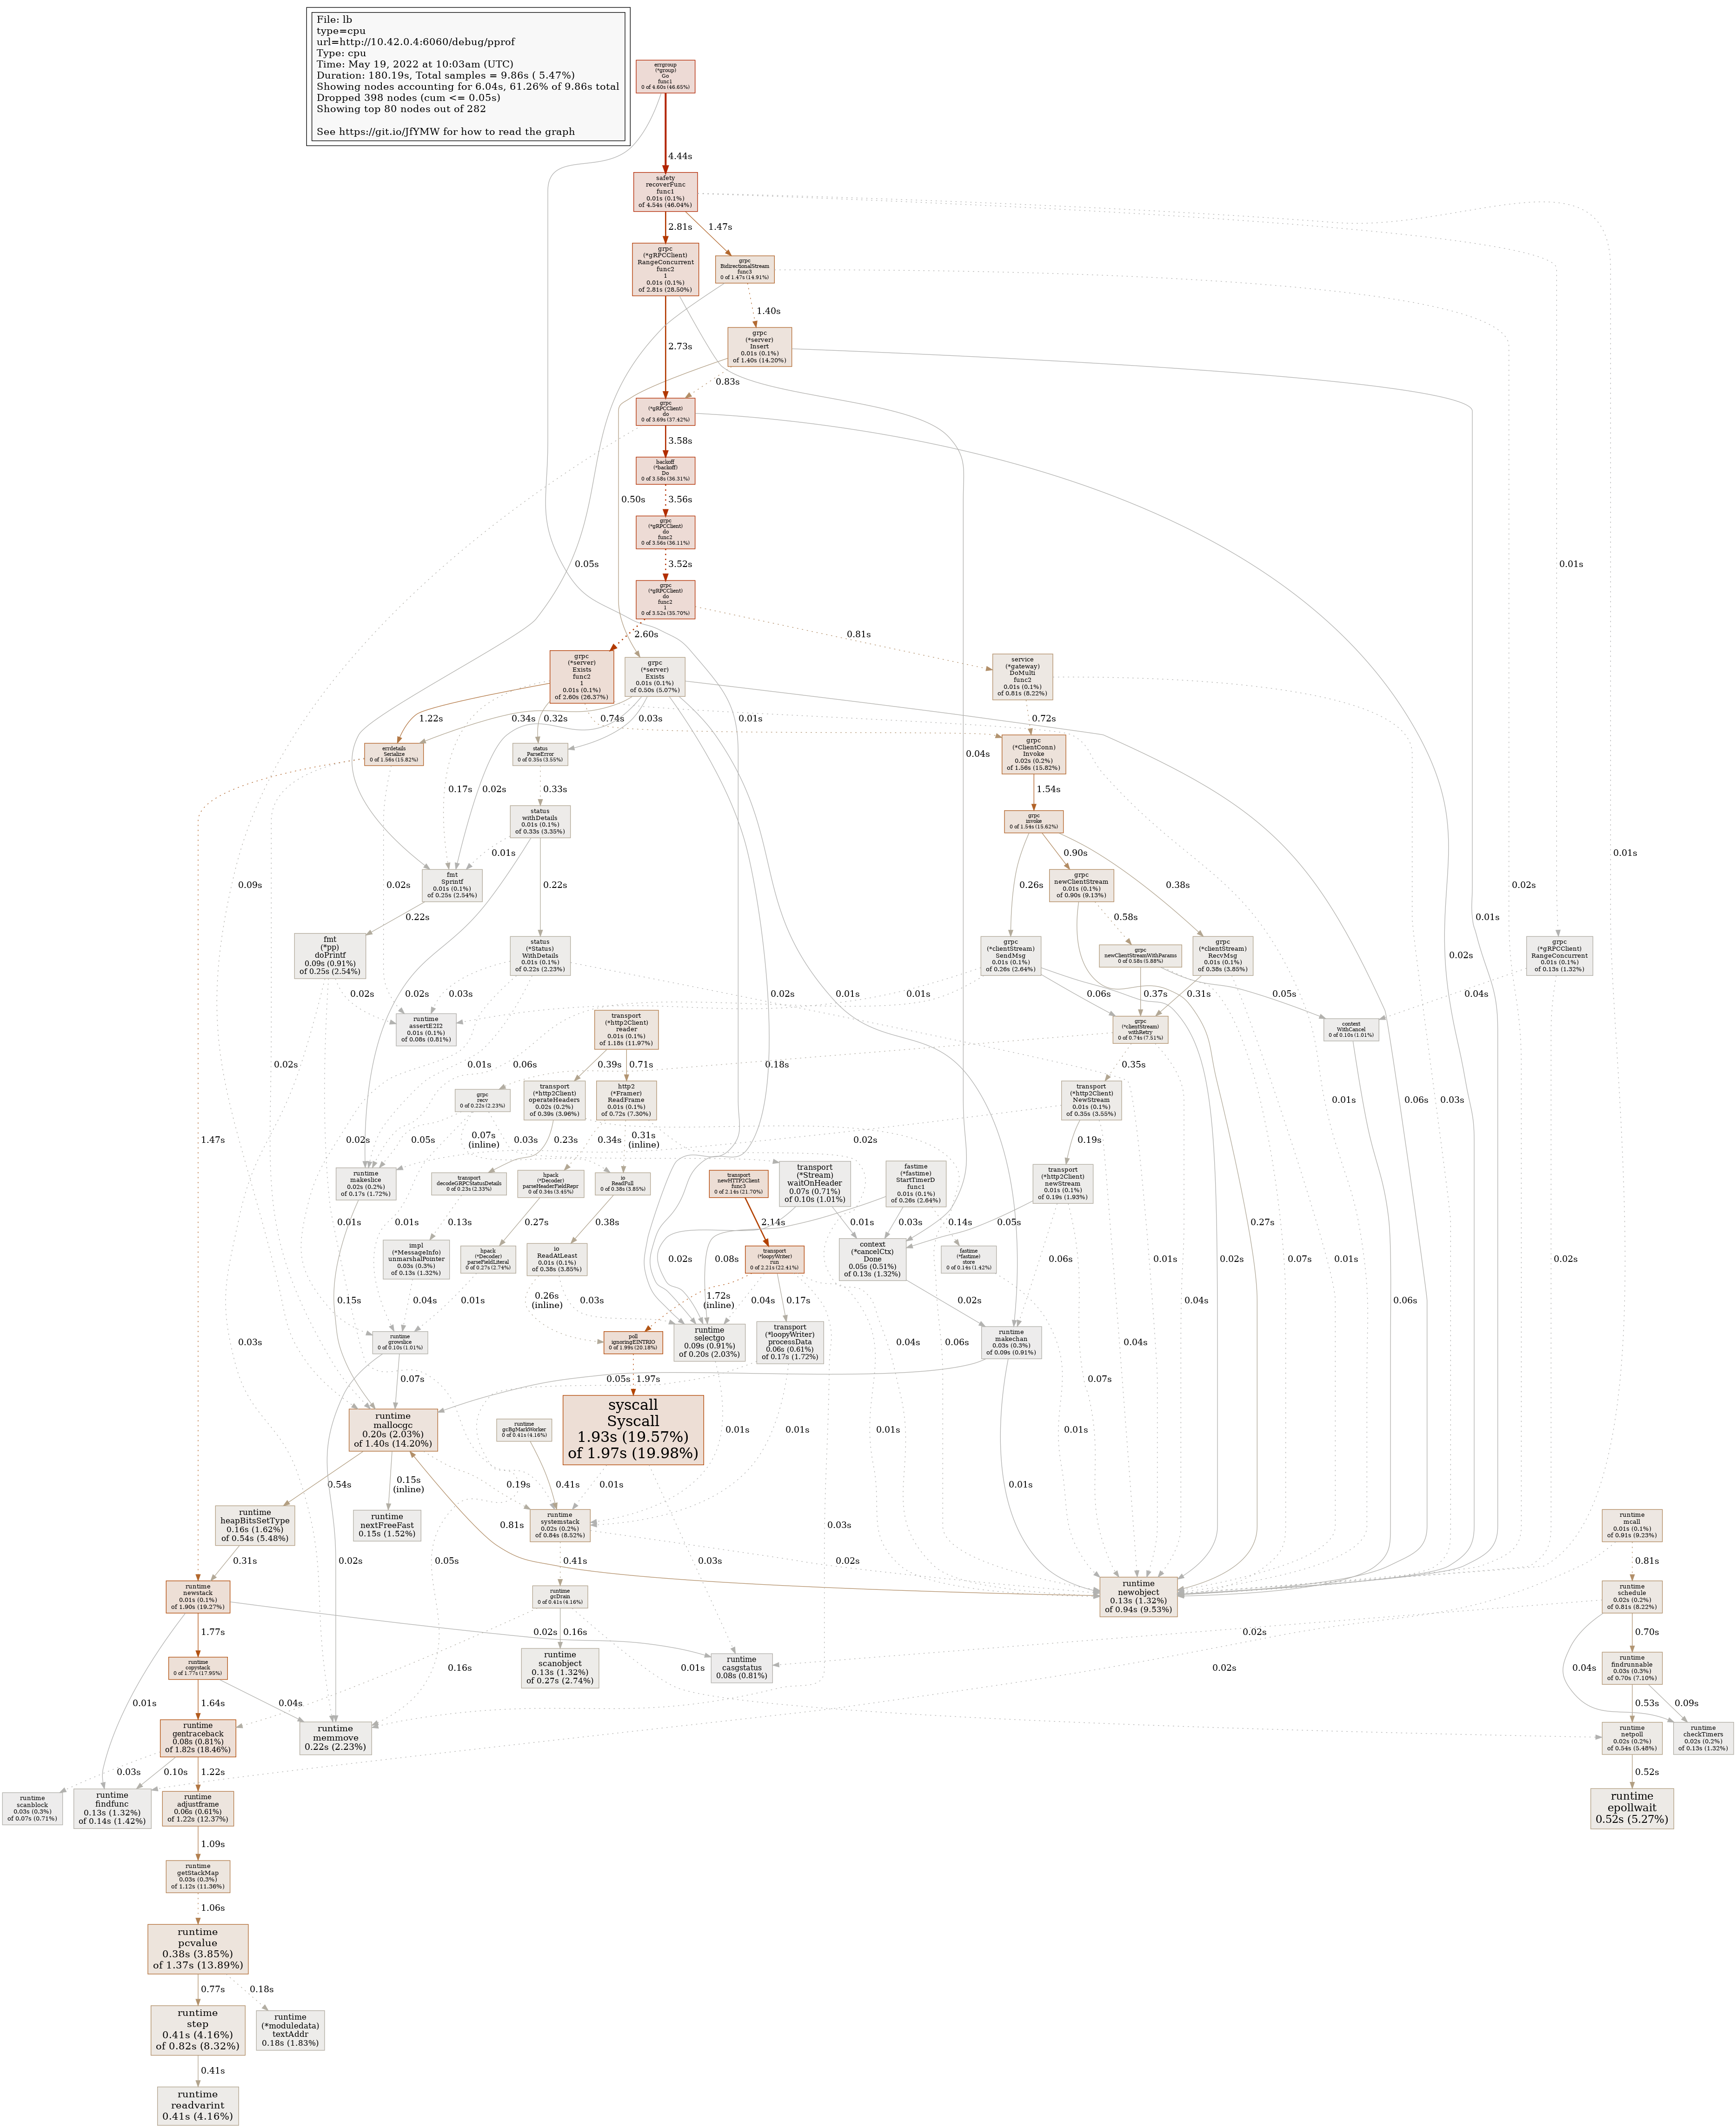 File: lb
type=cpu
url=http://10.42.0.4:6060/debug/pprof
Type: cpu
Time: May 19, 2022 at 10:03am (UTC)
Duration: 180.19s, Total samples = 9.86s ( 5.47%)
Showing nodes accounting for 6.04s, 61.26% of 9.86s total
Dropped 398 nodes (cum <= 0.05s)
Showing top 80 nodes out of 282
See https://git.io/JfYMW for how to read the graph
errgroup
(*group)
Go
func1
0 of 4.60s (46.65%)
4.44s
safety
recoverFunc
func1
0.01s (0.1%)
of 4.54s (46.04%)
2.81s
1.47s
grpc
(*gRPCClient)
RangeConcurrent
func2
1
0.01s (0.1%)
of 2.81s (28.50%)
grpc
BidirectionalStream
func3
0 of 1.47s (14.91%)
1.40s
grpc
(*server)
Insert
0.01s (0.1%)
of 1.40s (14.20%)
2.73s
0.83s
grpc
(*gRPCClient)
do
0 of 3.69s (37.42%)
3.58s
backoff
(*backoff)
Do
0 of 3.58s (36.31%)
0.50s
3.56s
grpc
(*gRPCClient)
do
func2
0 of 3.56s (36.11%)
0.05s
3.52s
0.01s
grpc
(*gRPCClient)
do
func2
1
0 of 3.52s (35.70%)
2.60s
0.81s
grpc
(*server)
Exists
func2
1
0.01s (0.1%)
of 2.60s (26.37%)
grpc
(*server)
Exists
0.01s (0.1%)
of 0.50s (5.07%)
service
(*gateway)
DoMulti
func2
0.01s (0.1%)
of 0.81s (8.22%)
1.22s
0.34s
0.32s
0.74s
0.03s
0.01s
0.72s
0.04s
0.02s
errdetails
Serialize
0 of 1.56s (15.82%)
status
ParseError
0 of 0.35s (3.55%)
grpc
(*ClientConn)
Invoke
0.02s (0.2%)
of 1.56s (15.82%)
0.17s
0.02s
0.33s
1.54s
status
withDetails
0.01s (0.1%)
of 0.33s (3.35%)
grpc
invoke
0 of 1.54s (15.62%)
0.01s
0.90s
0.01s
0.09s
0.02s
0.22s
0.26s
0.38s
0.02s
fmt
Sprintf
0.01s (0.1%)
of 0.25s (2.54%)
grpc
newClientStream
0.01s (0.1%)
of 0.90s (9.13%)
0.22s
0.58s
0.01s
fmt
(*pp)
doPrintf
0.09s (0.91%)
of 0.25s (2.54%)
status
(*Status)
WithDetails
0.01s (0.1%)
of 0.22s (2.23%)
grpc
(*clientStream)
SendMsg
0.01s (0.1%)
of 0.26s (2.64%)
grpc
newClientStreamWithParams
0 of 0.58s (5.88%)
grpc
(*clientStream)
RecvMsg
0.01s (0.1%)
of 0.38s (3.85%)
grpc
(*gRPCClient)
RangeConcurrent
0.01s (0.1%)
of 0.13s (1.32%)
0.02s
0.02s
0.03s
0.02s
0.01s
0.01s
0.06s
0.37s
0.31s
0.05s
0.04s
runtime
assertE2I2
0.01s (0.1%)
of 0.08s (0.81%)
transport
(*http2Client)
reader
0.01s (0.1%)
of 1.18s (11.97%)
grpc
(*clientStream)
withRetry
0 of 0.74s (7.51%)
context
WithCancel
0 of 0.10s (1.01%)
0.02s
0.01s
0.06s
0.39s
0.71s
0.18s
0.35s
0.01s
0.06s
0.03s
grpc
recv
0 of 0.22s (2.23%)
transport
(*http2Client)
operateHeaders
0.02s (0.2%)
of 0.39s (3.96%)
http2
(*Framer)
ReadFrame
0.01s (0.1%)
of 0.72s (7.30%)
transport
(*http2Client)
NewStream
0.01s (0.1%)
of 0.35s (3.55%)
1.47s
0.02s
0.05s
0.07s
(inline)
0.03s
0.23s
0.34s
0.31s
(inline)
0.02s
0.19s
runtime
makeslice
0.02s (0.2%)
of 0.17s (1.72%)
transport
decodeGRPCStatusDetails
0 of 0.23s (2.33%)
hpack
(*Decoder)
parseHeaderFieldRepr
0 of 0.34s (3.45%)
io
ReadFull
0 of 0.38s (3.85%)
transport
newHTTP2Client
func3
0 of 2.14s (21.70%)
transport
(*Stream)
waitOnHeader
0.07s (0.71%)
of 0.10s (1.01%)
fastime
(*fastime)
StartTimerD
func1
0.01s (0.1%)
of 0.26s (2.64%)
transport
(*http2Client)
newStream
0.01s (0.1%)
of 0.19s (1.93%)
0.01s
0.01s
0.13s
0.27s
0.38s
2.14s
0.01s
0.03s
0.14s
0.05s
0.03s
impl
(*MessageInfo)
unmarshalPointer
0.03s (0.3%)
of 0.13s (1.32%)
hpack
(*Decoder)
parseFieldLiteral
0 of 0.27s (2.74%)
io
ReadAtLeast
0.01s (0.1%)
of 0.38s (3.85%)
0.02s
0.08s
transport
(*loopyWriter)
run
0 of 2.21s (22.41%)
context
(*cancelCtx)
Done
0.05s (0.51%)
of 0.13s (1.32%)
fastime
(*fastime)
store
0 of 0.14s (1.42%)
0.06s
0.01s
0.02s
0.27s
0.07s
0.01s
0.02s
0.15s
0.04s
0.01s
0.26s
(inline)
0.03s
1.72s
(inline)
0.04s
0.17s
0.02s
0.04s
0.06s
runtime
growslice
0 of 0.10s (1.01%)
poll
ignoringEINTRIO
0 of 1.99s (20.18%)
runtime
selectgo
0.09s (0.91%)
of 0.20s (2.03%)
transport
(*loopyWriter)
processData
0.06s (0.61%)
of 0.17s (1.72%)
0.04s
0.06s
runtime
makechan
0.03s (0.3%)
of 0.09s (0.91%)
0.04s
0.03s
0.07s
0.05s
1.97s
0.07s
runtime
mallocgc
0.20s (2.03%)
of 1.40s (14.20%)
runtime
gcBgMarkWorker
0 of 0.41s (4.16%)
syscall
Syscall
1.93s (19.57%)
of 1.97s (19.98%)
0.01s
0.01s
0.01s
0.01s
0.54s
0.15s
(inline)
0.19s
0.41s
0.01s
0.01s
runtime
heapBitsSetType
0.16s (1.62%)
of 0.54s (5.48%)
runtime
nextFreeFast
0.15s (1.52%)
runtime
systemstack
0.02s (0.2%)
of 0.84s (8.52%)
0.03s
runtime
mcall
0.01s (0.1%)
of 0.91s (9.23%)
0.31s
0.02s
0.05s
0.81s
0.41s
0.03s
0.02s
0.81s
runtime
newstack
0.01s (0.1%)
of 1.90s (19.27%)
runtime
gcDrain
0 of 0.41s (4.16%)
runtime
newobject
0.13s (1.32%)
of 0.94s (9.53%)
runtime
schedule
0.02s (0.2%)
of 0.81s (8.22%)
1.77s
0.02s
0.16s
0.02s
0.70s
runtime
copystack
0 of 1.77s (17.95%)
0.16s
runtime
scanobject
0.13s (1.32%)
of 0.27s (2.74%)
0.01s
runtime
casgstatus
0.08s (0.81%)
0.02s
0.04s
runtime
findrunnable
0.03s (0.3%)
of 0.70s (7.10%)
0.01s
1.64s
0.04s
0.53s
0.09s
runtime
gentraceback
0.08s (0.81%)
of 1.82s (18.46%)
runtime
memmove
0.22s (2.23%)
runtime
netpoll
0.02s (0.2%)
of 0.54s (5.48%)
runtime
checkTimers
0.02s (0.2%)
of 0.13s (1.32%)
0.03s
0.10s
1.22s
0.52s
runtime
scanblock
0.03s (0.3%)
of 0.07s (0.71%)
runtime
findfunc
0.13s (1.32%)
of 0.14s (1.42%)
runtime
adjustframe
0.06s (0.61%)
of 1.22s (12.37%)
runtime
epollwait
0.52s (5.27%)
1.09s
runtime
getStackMap
0.03s (0.3%)
of 1.12s (11.36%)
1.06s
runtime
pcvalue
0.38s (3.85%)
of 1.37s (13.89%)
0.77s
0.18s
runtime
step
0.41s (4.16%)
of 0.82s (8.32%)
runtime
(*moduledata)
textAddr
0.18s (1.83%)
0.41s
runtime
readvarint
0.41s (4.16%)